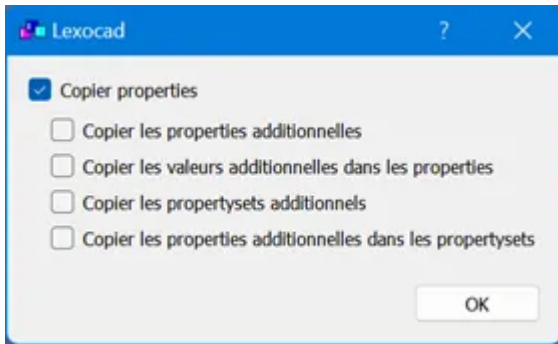 Lexocad
Copier properties
Copier les properties additionnelles
Copier les valeurs additionnelles dans les properties
Copier les propertysets additionnels
Copier les properties additionnelles dans les propertysets
OK